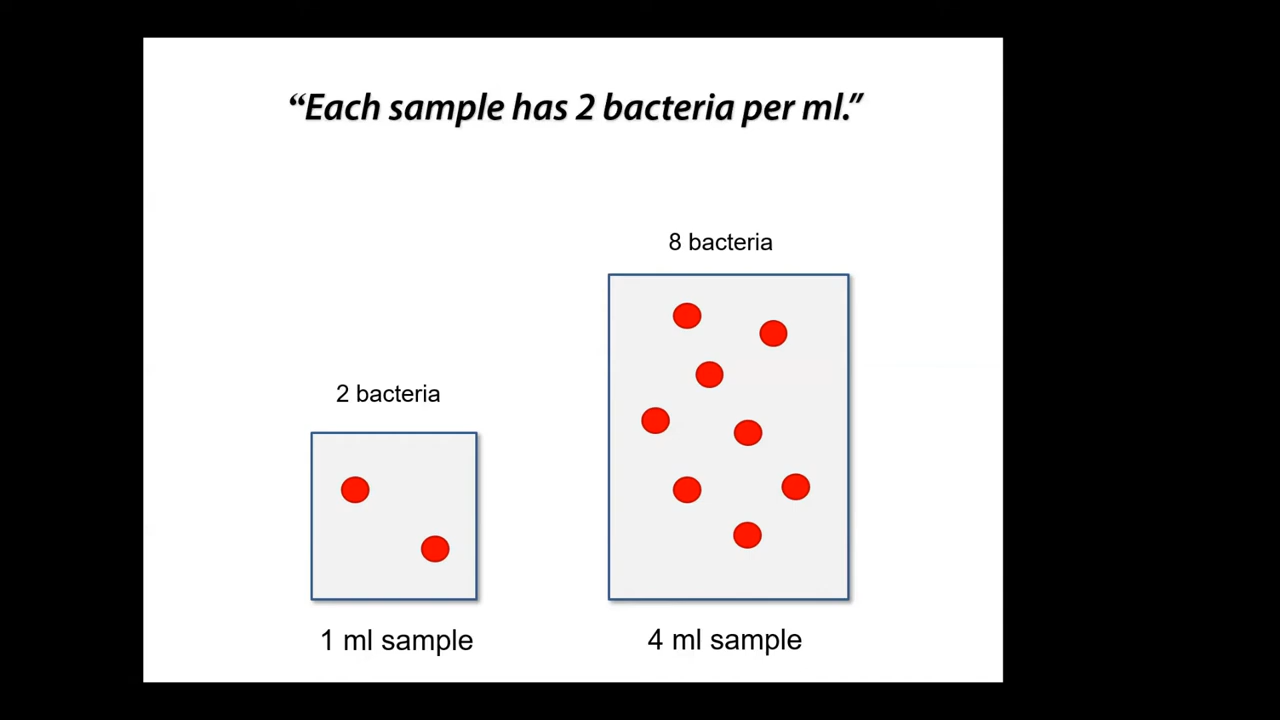 “Each sample has 2 bacteria per ml.”
8 bacteria
2 bacteria
1 ml sample
4 ml sample